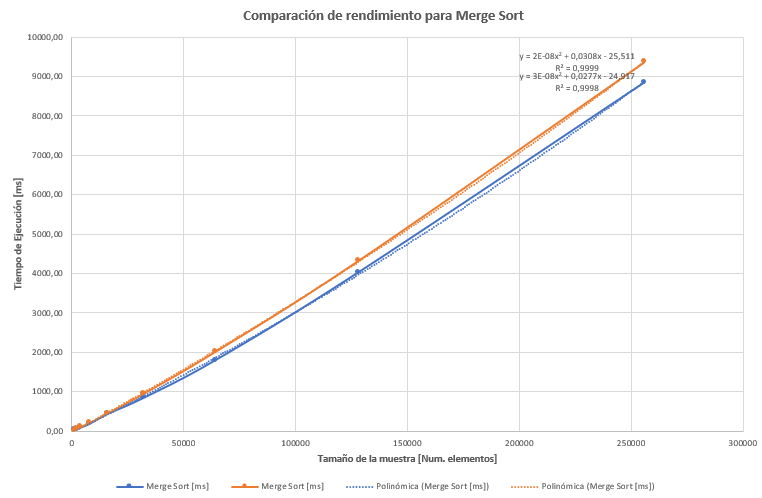 Comparación de rendimiento para Merge Sort
10000,00
9000,00
8000,00
7000,00
6000,00
5000,00
4000,00
3000,00
2000,00
1000,00
0,00
Tiempo de Ejecución [ms]
y = 2E-08x² + 0,0308x - 25,511
R² = 0,9999
y = 3E-08x² + 0,0277x - 24,917
R² = 0,9998
0 50000 100000 150000 200000 250000 300000
Tamaño de la muestra [Num. elementos]
Merge Sort [ms] Merge Sort [ms] Polinómica (Merge Sort [ms]) Polinómica (Merge Sort [ms])